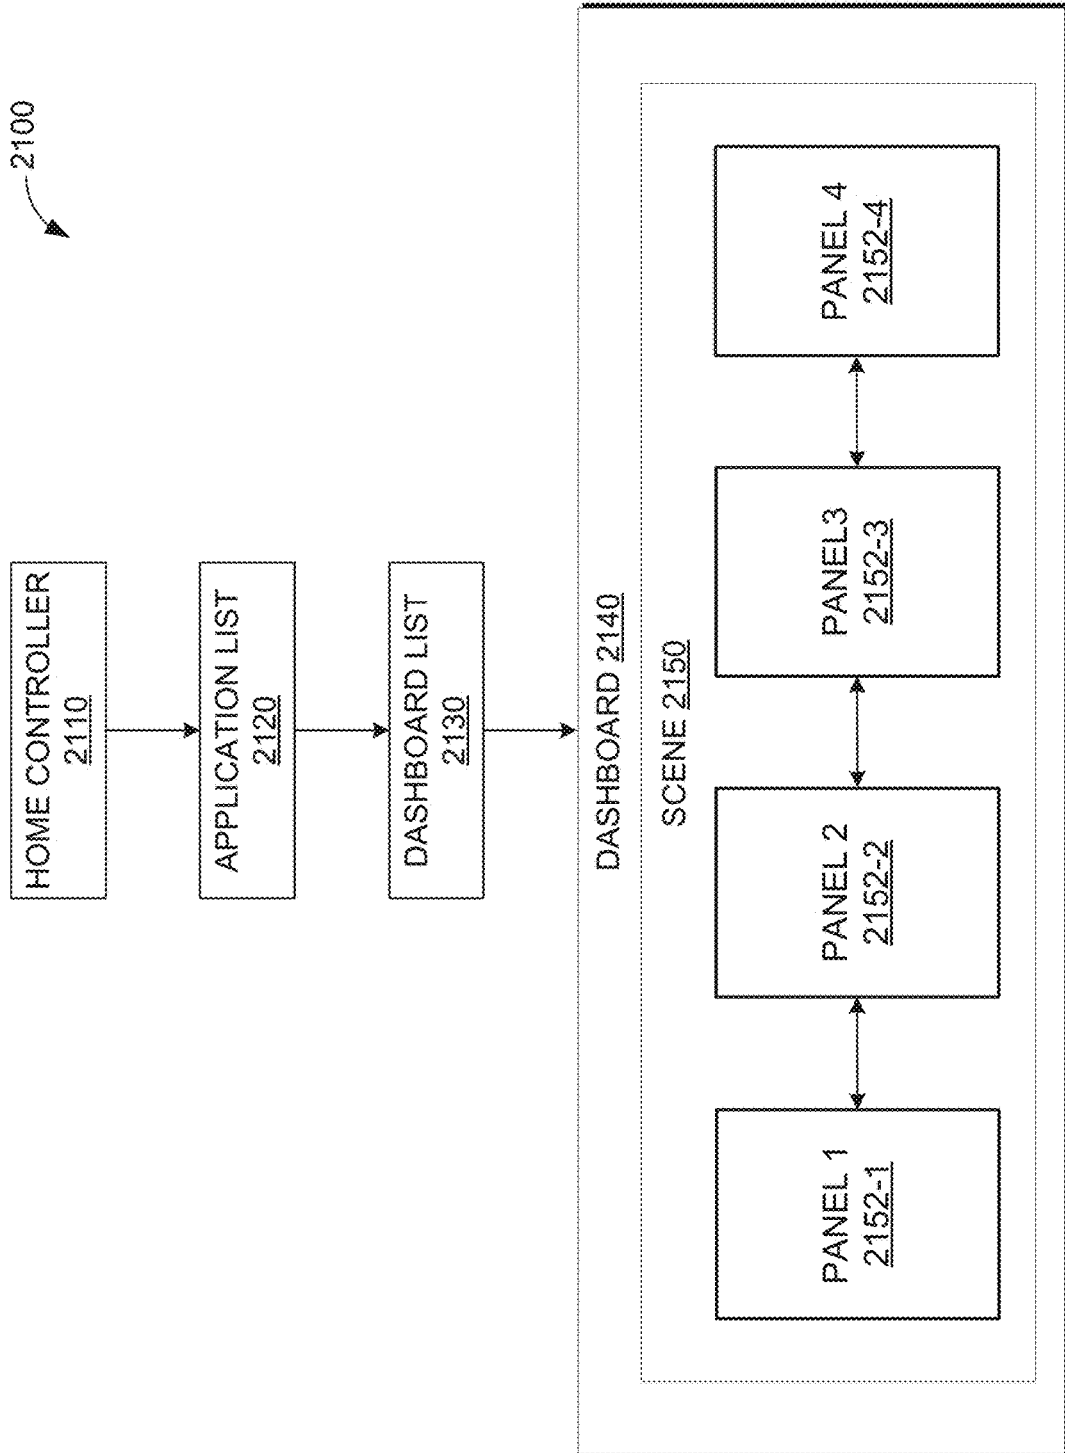 2100
HOME CONTROLLER
2110
APPLICATION LIST
2120
DASHBOARD LIST
2130
DASHBOARD 2140
SCENE 2150
PANEL 1
2152-1
PANEL 2
2152-2
PANEL3
2152-3
PANEL 4
2152-4